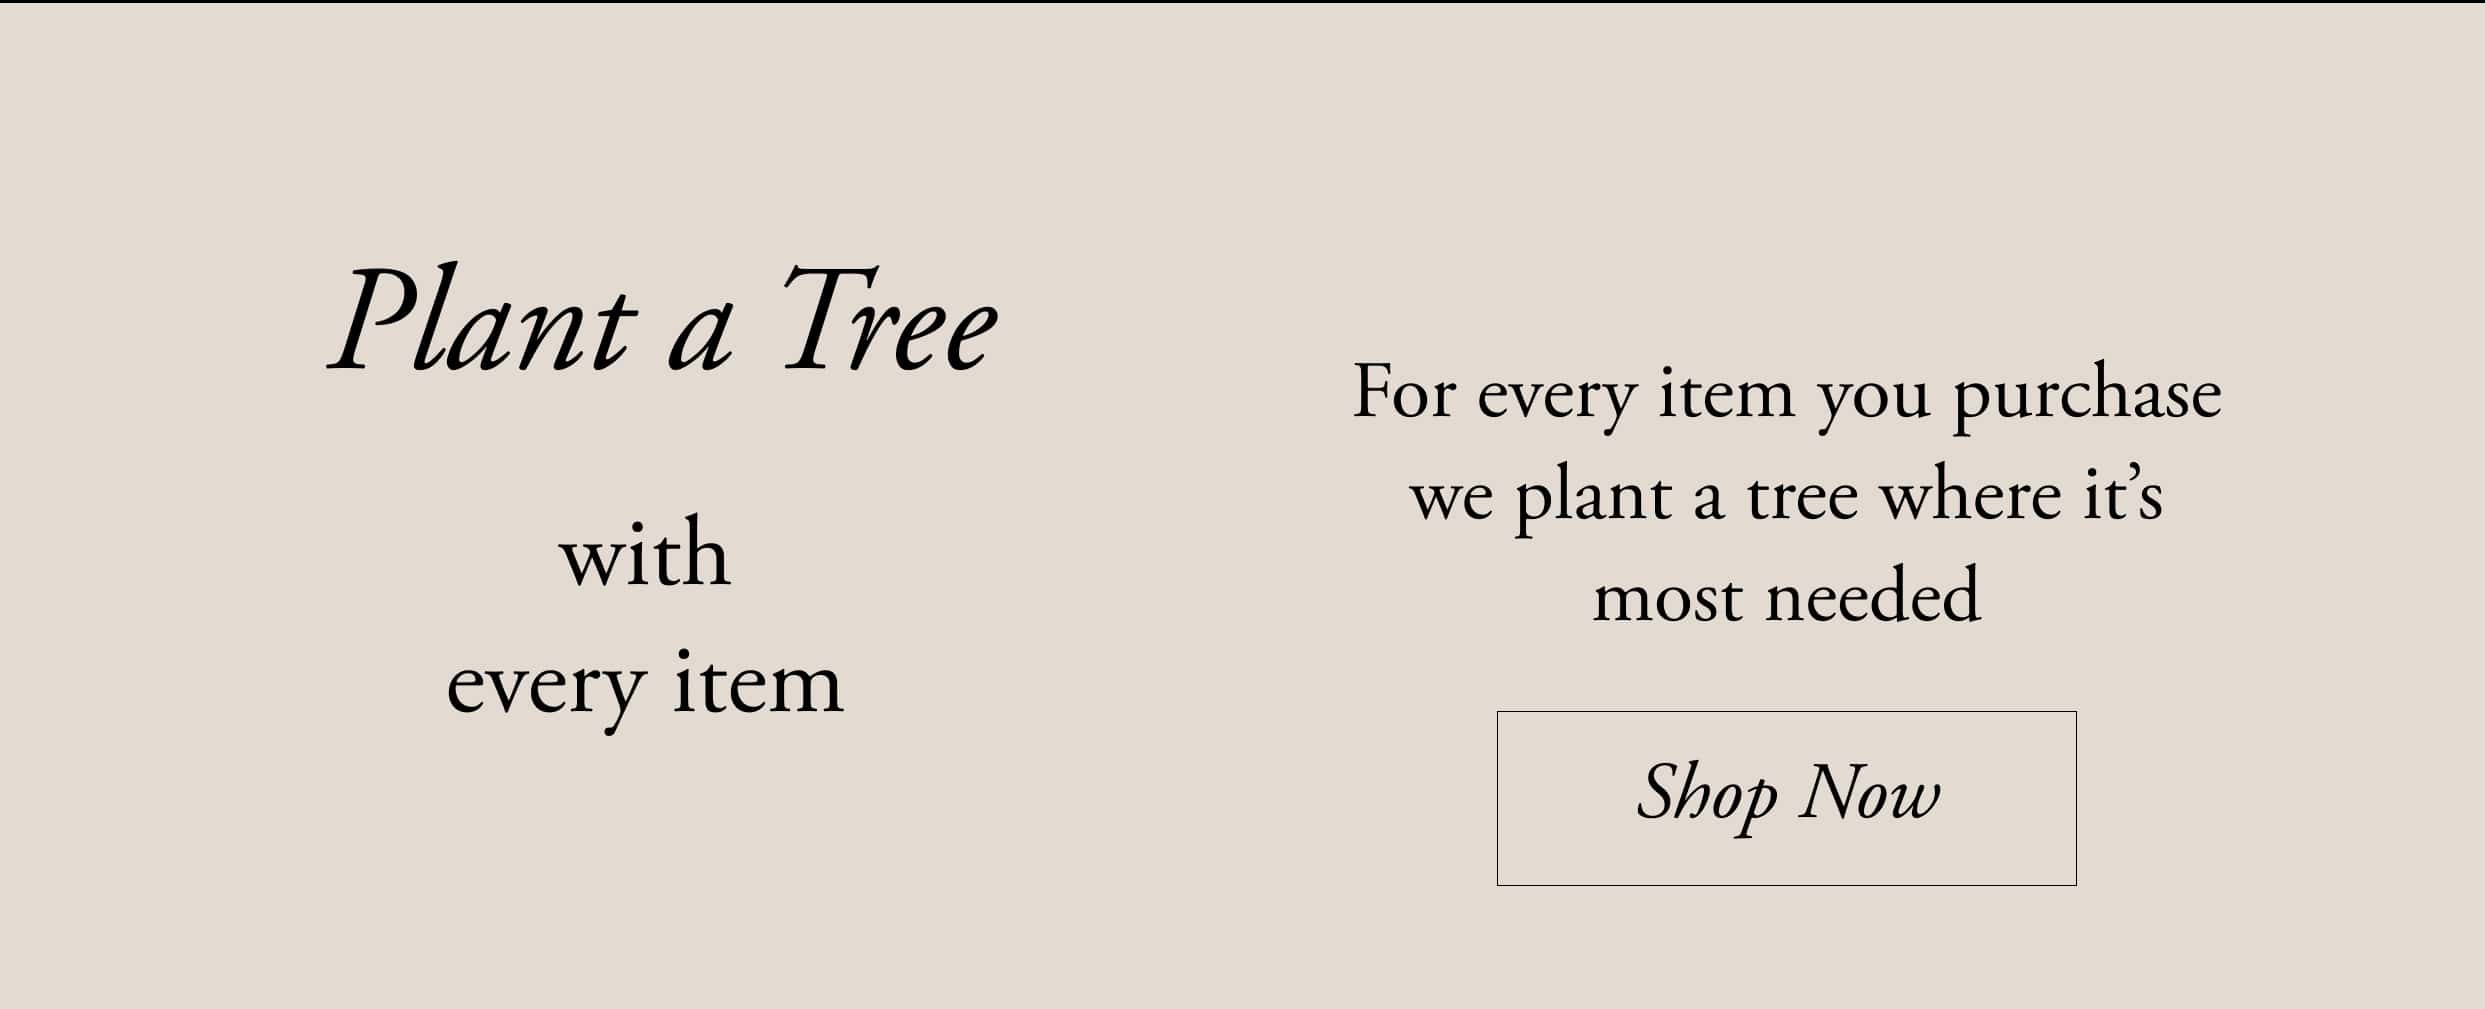 Plant a Tree
with
every item
For every item you purchase
we plant a tree where it’s
most needed
Shop Now